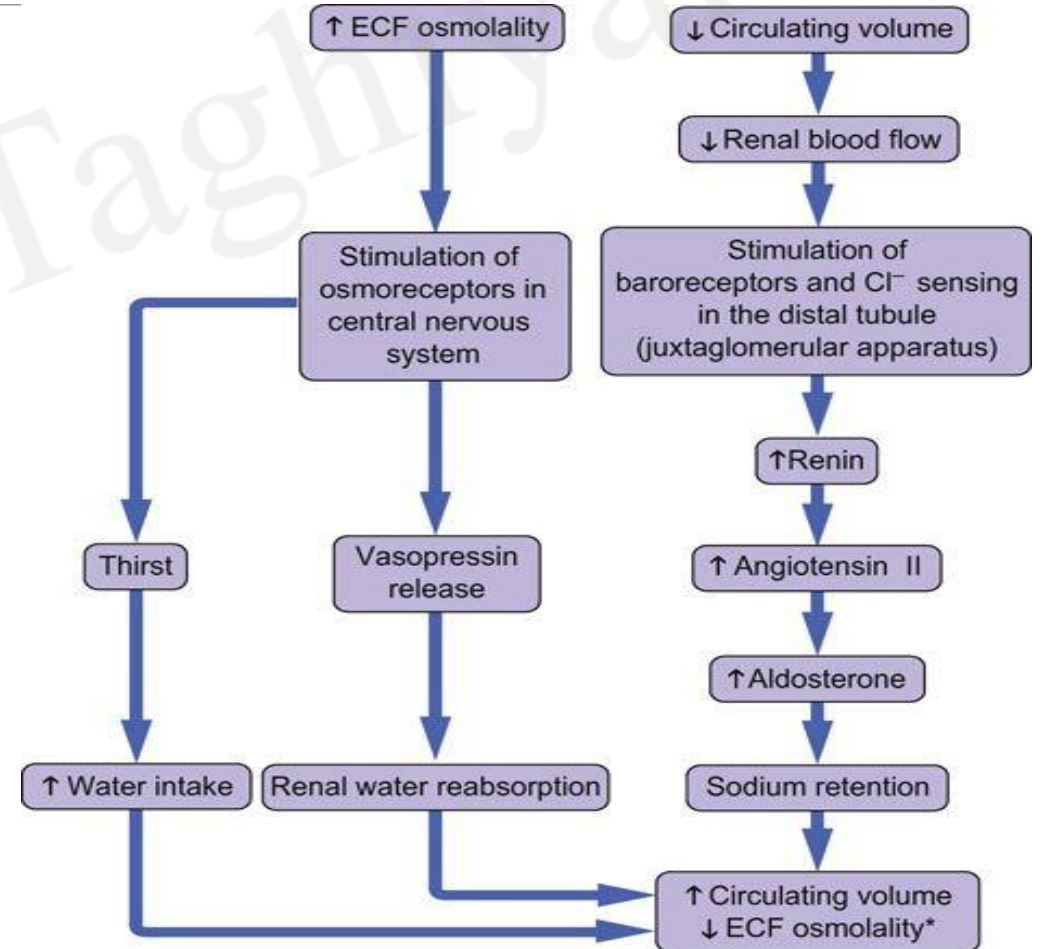 ↑ ECF osmolality
Stimulation of
osmoreceptors in
central nervous
system
Thirst
Vasopressin
release
↑ Water intake
Renal water reabsorption
↓ Circulating volume
↓ Renal blood flow
Stimulation of
baroreceptors and Cl⁻ sensing
in the distal tubule
(juxtaglomerular apparatus)
↑Renin
↑ Angiotensin II
↑Aldosterone
Sodium retention
↑ Circulating volume
↓ ECF osmolality*